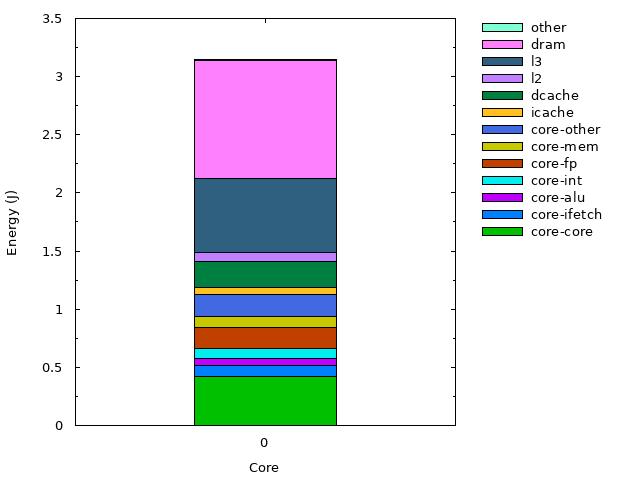 3.5
3
2.5
2
1.5
1
0.5
0
Energy (J)
0
Core
other
dram
l3
l2
dcache
icache
core-other
core-mem
core-fp
core-int
core-alu
core-ifetch
core-core